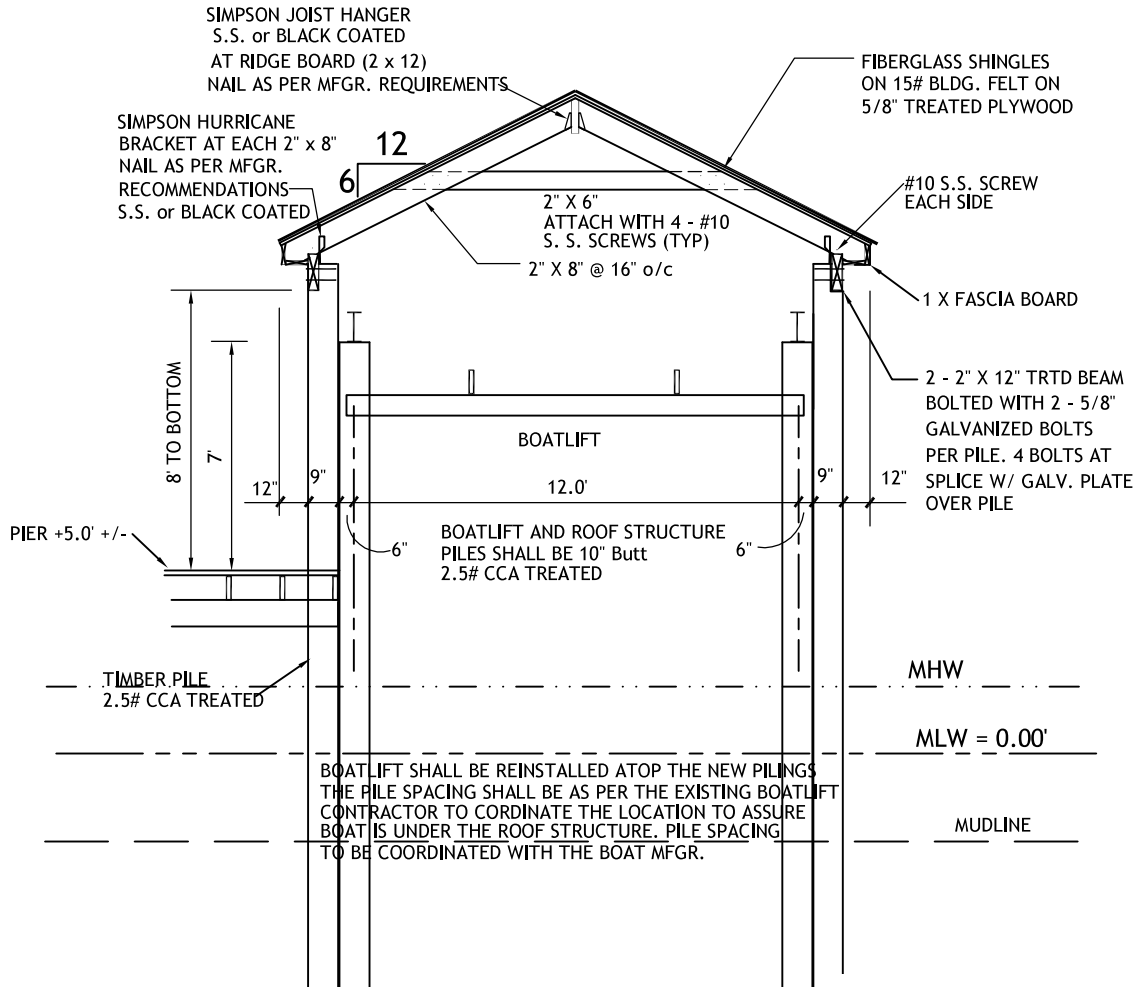 SIMPSON JOIST HANGER
S.S. or BLACK COATED
AT RIDGE BOARD (2 x 12)
NAIL AS PER MFGR. REQUIREMENTS
FIBERGLASS SHINGLES
ON 15# BLDG. FELT ON
5/8" TREATED PLYWOOD
SIMPSON HURRICANE
BRACKET AT EACH 2" x 8"
NAIL AS PER MFGR.
RECOMMENDATIONS
S.S. or BLACK COATED
12
6
#10 S.S. SCREW
EACH SIDE
2" X 6"
ATTACH WITH 4 - #10
S. S. SCREWS (TYP)
2" X 8" @ 16" o/c
1 X FASCIA BOARD
2 - 2" X 12" TRTD BEAM
BOLTED WITH 2 - 5/8"
GALVANIZED BOLTS
PER PILE. 4 BOLTS AT
SPLICE W/ GALV. PLATE
OVER PILE
8' TO BOTTOM
7'
BOATLIFT
12"
9"
12.0'
9"
12"
PIER +5.0' +/-
6"
BOATLIFT AND ROOF STRUCTURE
PILES SHALL BE 10" Butt
2.5# CCA TREATED
6"
TIMBER PILE
2.5# CCA TREATED
MHW
MLW = 0.00'
BOATLIFT SHALL BE REINSTALLED ATOP THE NEW PILINGS
THE PILE SPACING SHALL BE AS PER THE EXISTING BOATLIFT
CONTRACTOR TO CORDINATE THE LOCATION TO ASSURE
BOAT IS UNDER THE ROOF STRUCTURE. PILE SPACING
TO BE COORDINATED WITH THE BOAT MFGR.
MUDLINE